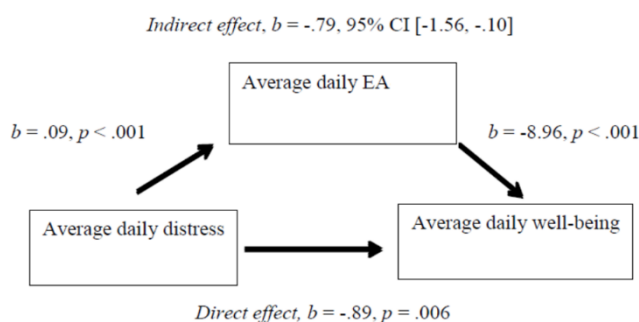 Indirect effect, b = -.79, 95% CI [-1.56, -.10]
Average daily EA
b = .09, p < .001
b = -8.96, p < .001
Average daily distress
Average daily well-being
Direct effect, b = -.89, p = .006